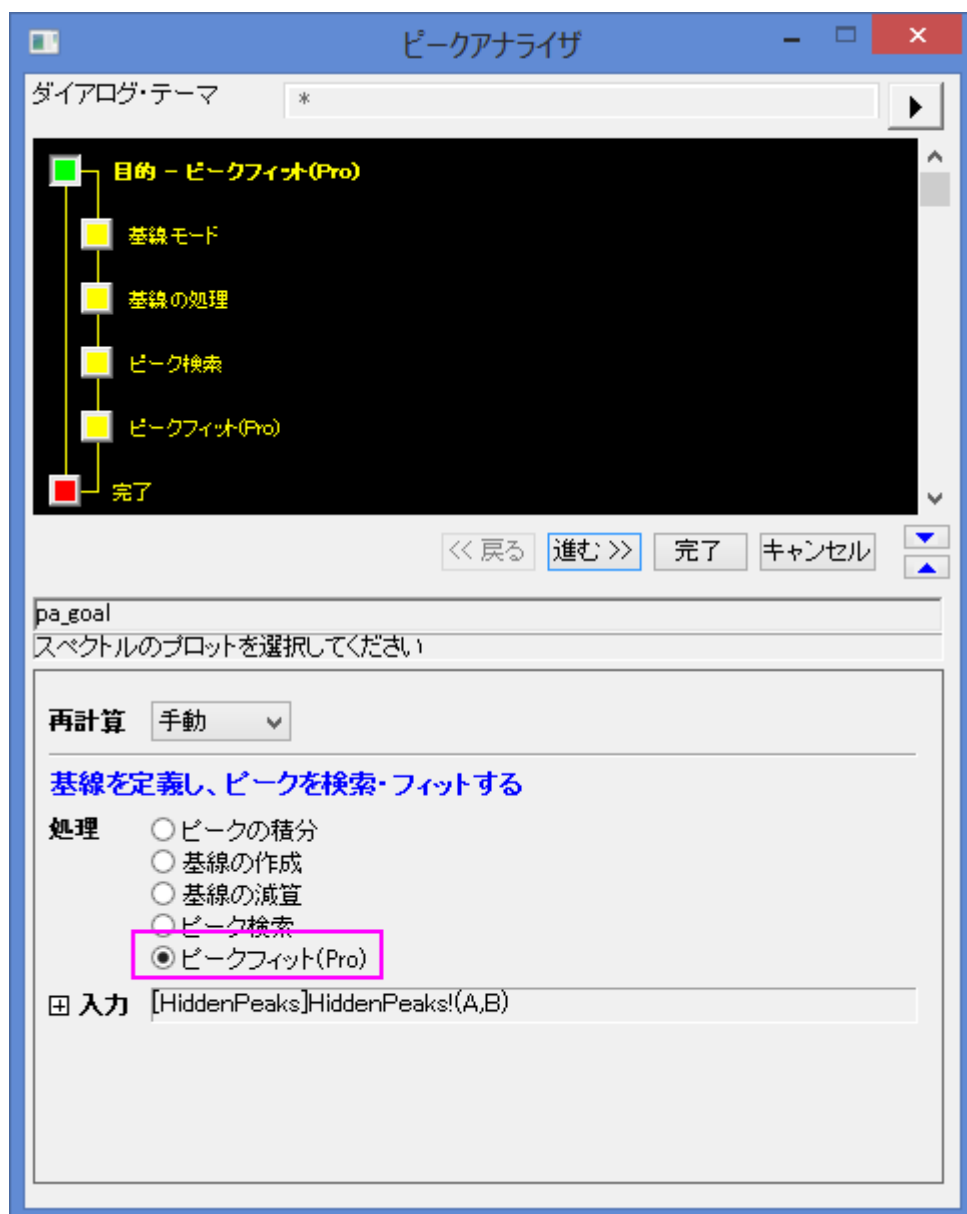 ピークアナライザ
ダイアログ・テーマ *
目的 - ピークフィット(Pro)
基線モード
基線の処理
ピーク検索
ピークフィット(Pro)
完了
<< 戻る 進む >> 完了 キャンセル
pa_goal
スペクトルのプロットを選択してください
再計算 手動
基線を定義し、ピークを検索・フィットする
処理 ピークの積分
基線の作成
基線の減算
ピーク検索
ピークフィット(Pro)
入力 [HiddenPeaks]HiddenPeaks!(A,B)